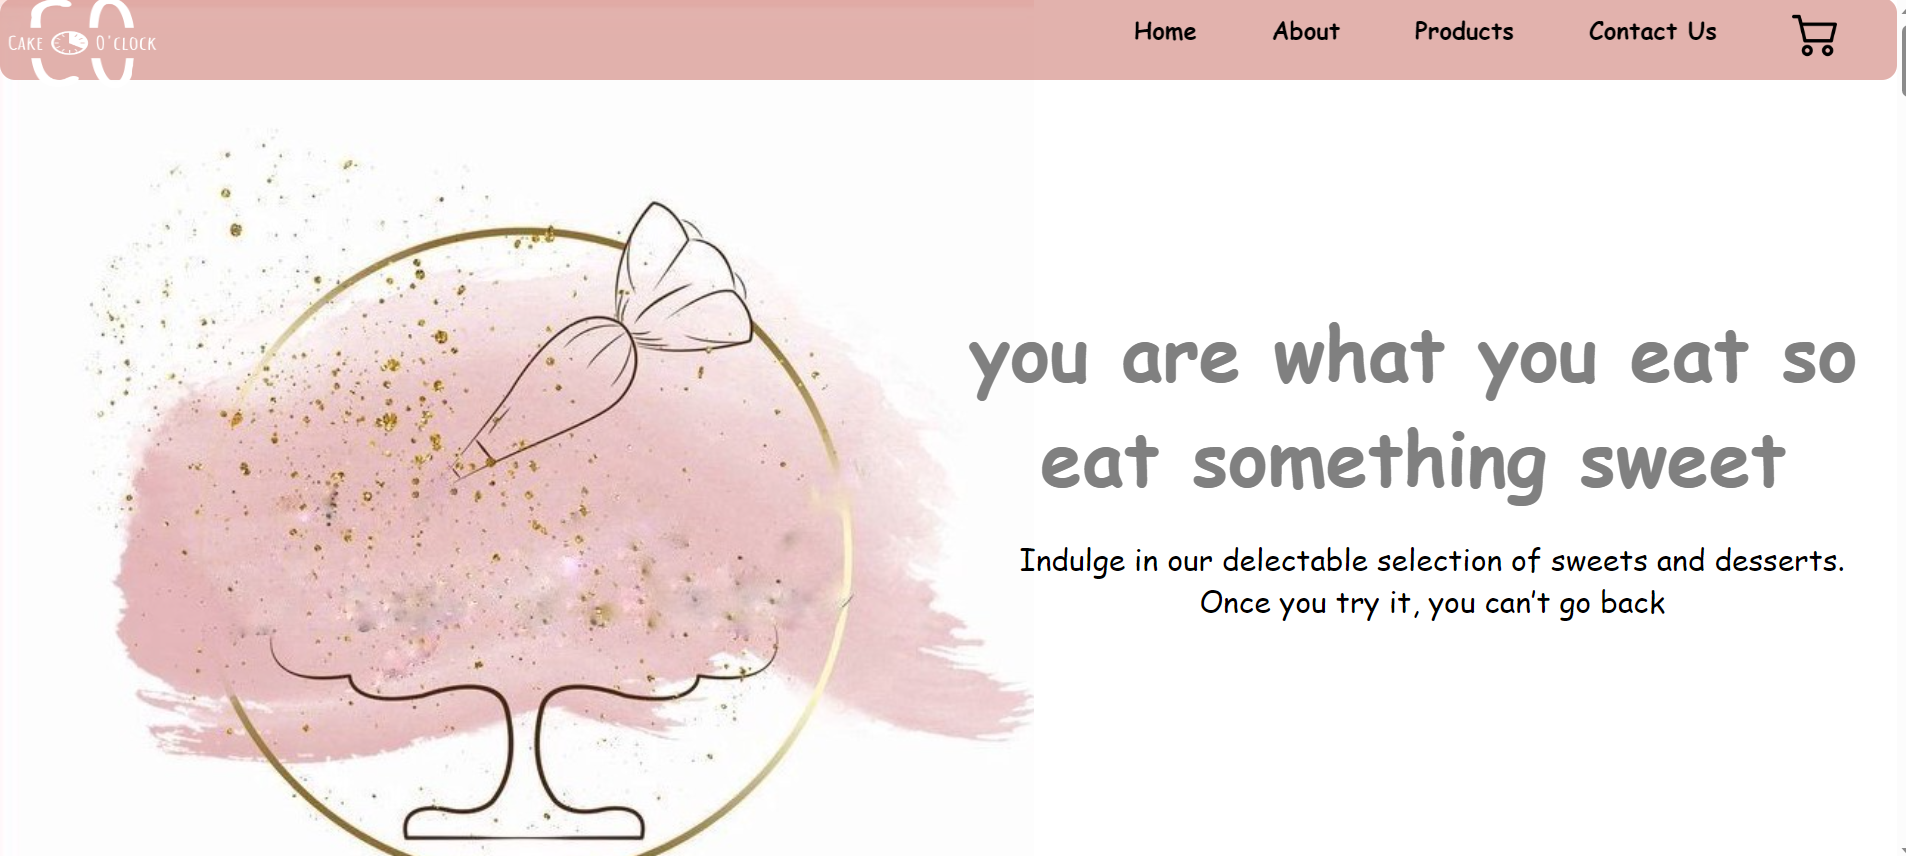 CO
CAKE O'CLOCK
Home About Products Contact Us
you are what you eat so
eat something sweet
Indulge in our delectable selection of sweets and desserts.
Once you try it, you can't go back